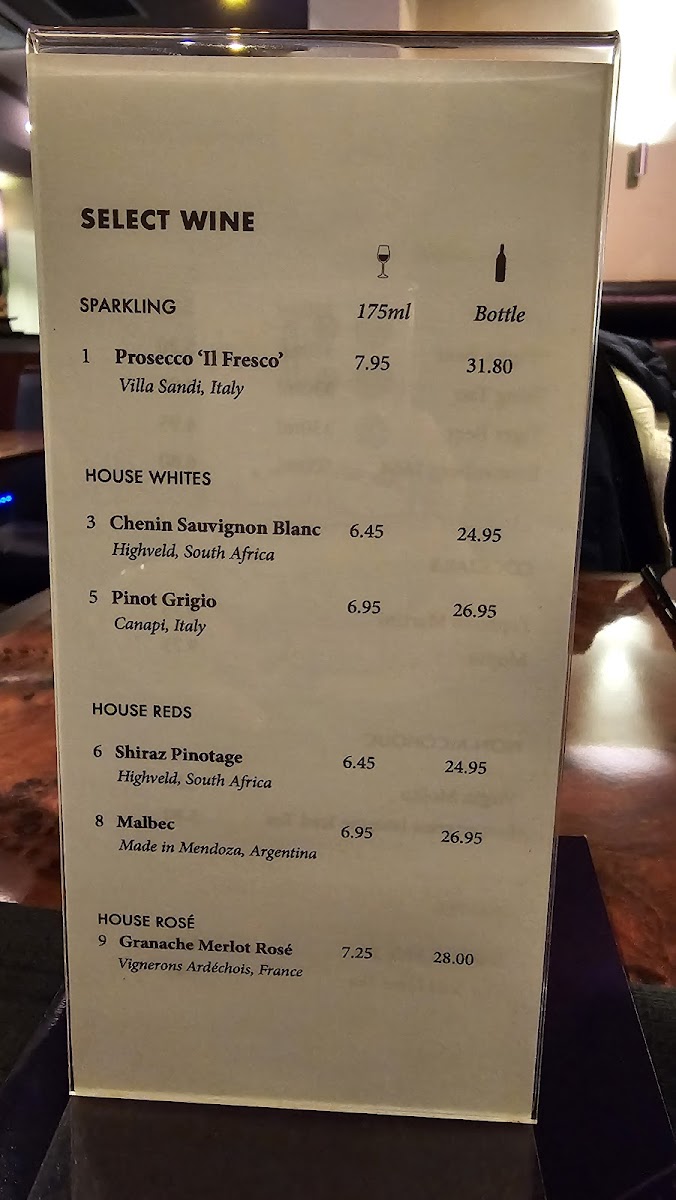 SELECT WINE
SPARKLING 175ml Bottle
1 Prosecco ‘Il Fresco’ 7.95 31.80
Villa Sandi, Italy
HOUSE WHITES
3 Chenin Sauvignon Blanc 6.45 24.95
Highveld, South Africa
5 Pinot Grigio 6.95 26.95
Canapi, Italy
HOUSE REDS
6 Shiraz Pinotage 6.45 24.95
Highveld, South Africa
8 Malbec 6.95 26.95
Made in Mendoza, Argentina
HOUSE ROSÉ
9 Granache Merlot Rosé 7.25 28.00
Vignerons Ardéchois, France